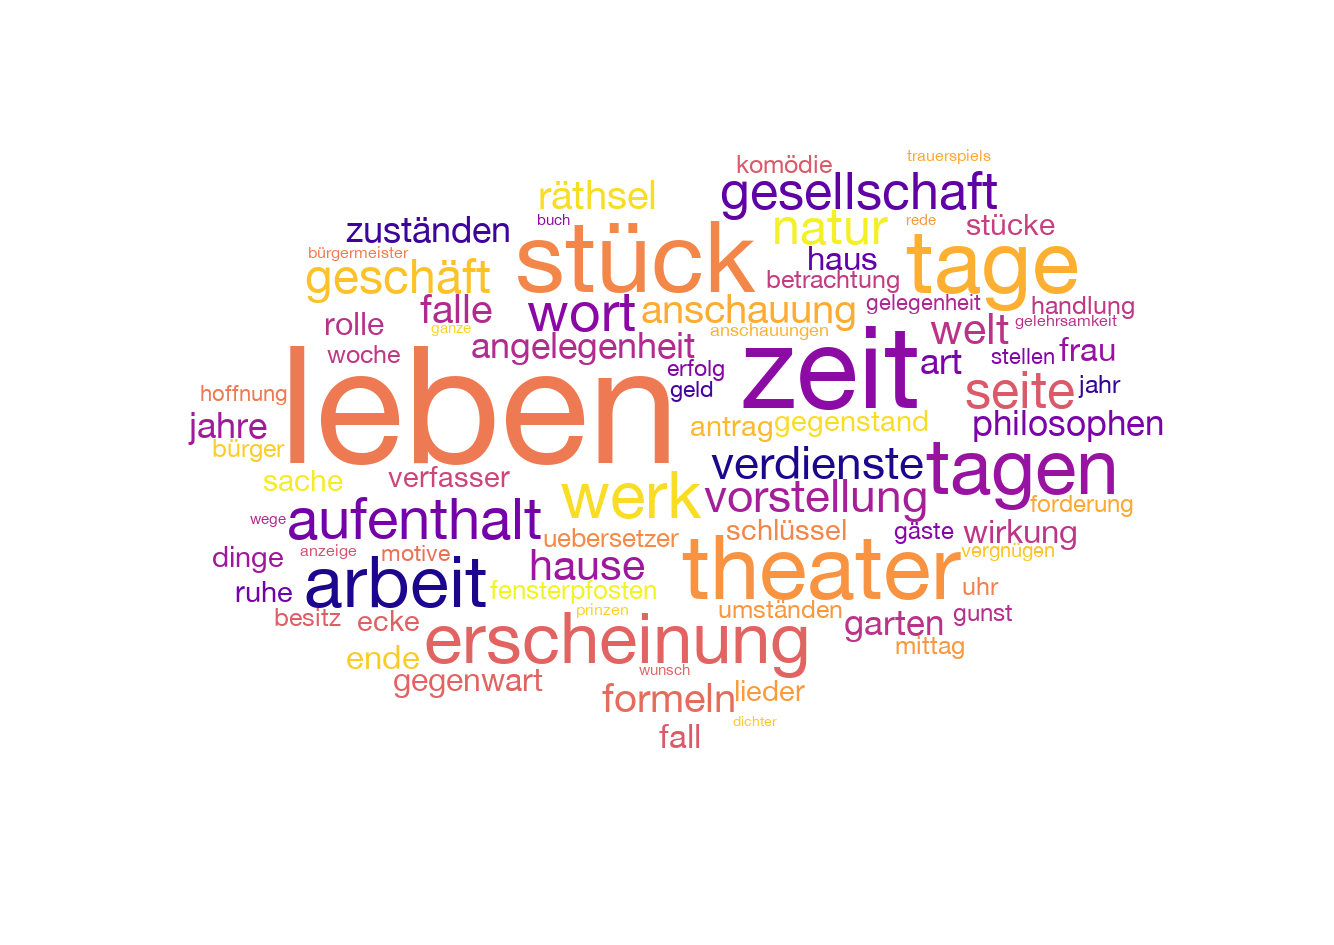 trauerspiels
komödie
gesellschaft
räthsel
buch
natur
rede
stücke
zuständen
stück
tage
bürgermeister
haus
geschäft
betrachtung
falle
wort
anschauung
gelegenheit
handlung
rolle
ganze
anschauungen
welt
gelehrsamkeit
woche
angelegenheit
zeit
art
stellen
frau
erfolg
hoffnung
leben
geld
seite
jahr
jahre
antrag
gegenstand
philosophen
bürger
verdienste
tagen
sache
verfasser
werk
vorstellung
forderung
wege
aufenthalt
uebersetzer
schlüssel
gäste
wirkung
dinge
anzeige
motive
hause
theater
vergnügen
ruhe
arbeit
fensterpfosten
uhr
besitz
ecke
prinzen
umständen
garten
gunst
ende
erscheinung
mittag
gegenwart
wunsch
formeln
lieder
dichter
fall